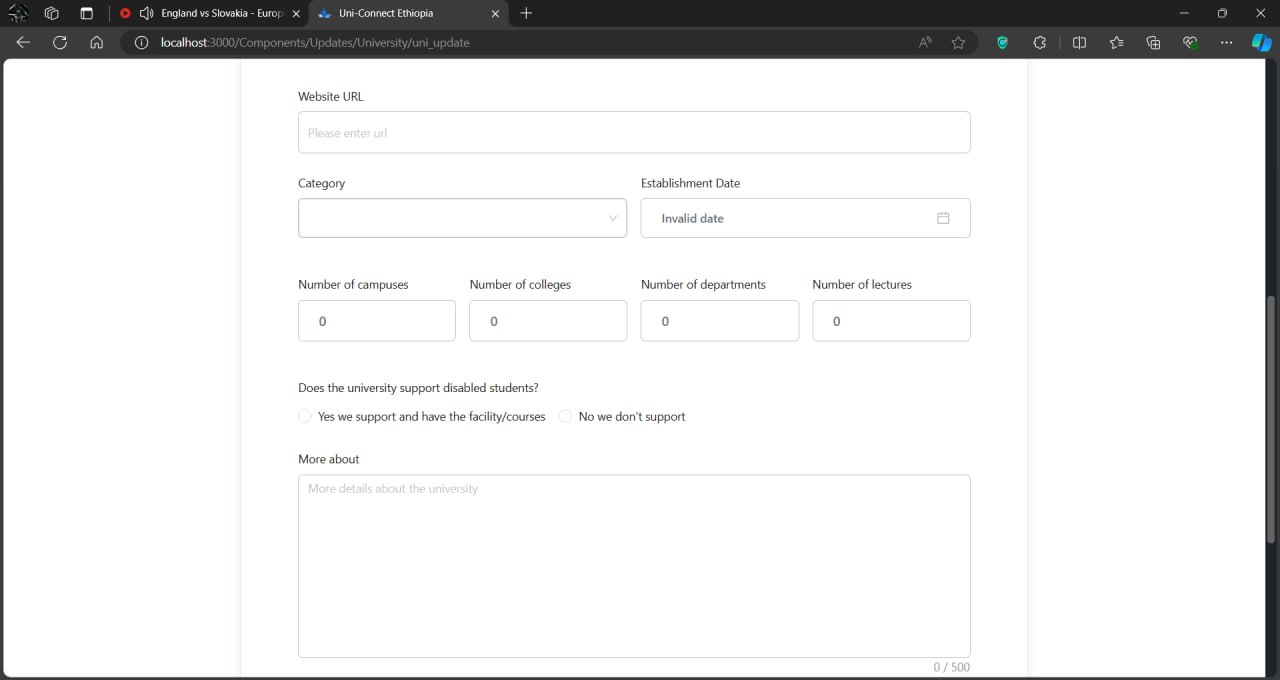 England vs Slovakia - Europ
Uni-Connect Ethiopia
localhost:3000/Components/Updates/University/uni_update
Website URL
Please enter url
Category
Establishment Date
Invalid date
Number of campuses
Number of colleges
Number of departments
Number of lectures
0
0
0
0
Does the university support disabled students?
Yes we support and have the facility/courses
No we don't support
More about
More details about the university
0 / 500